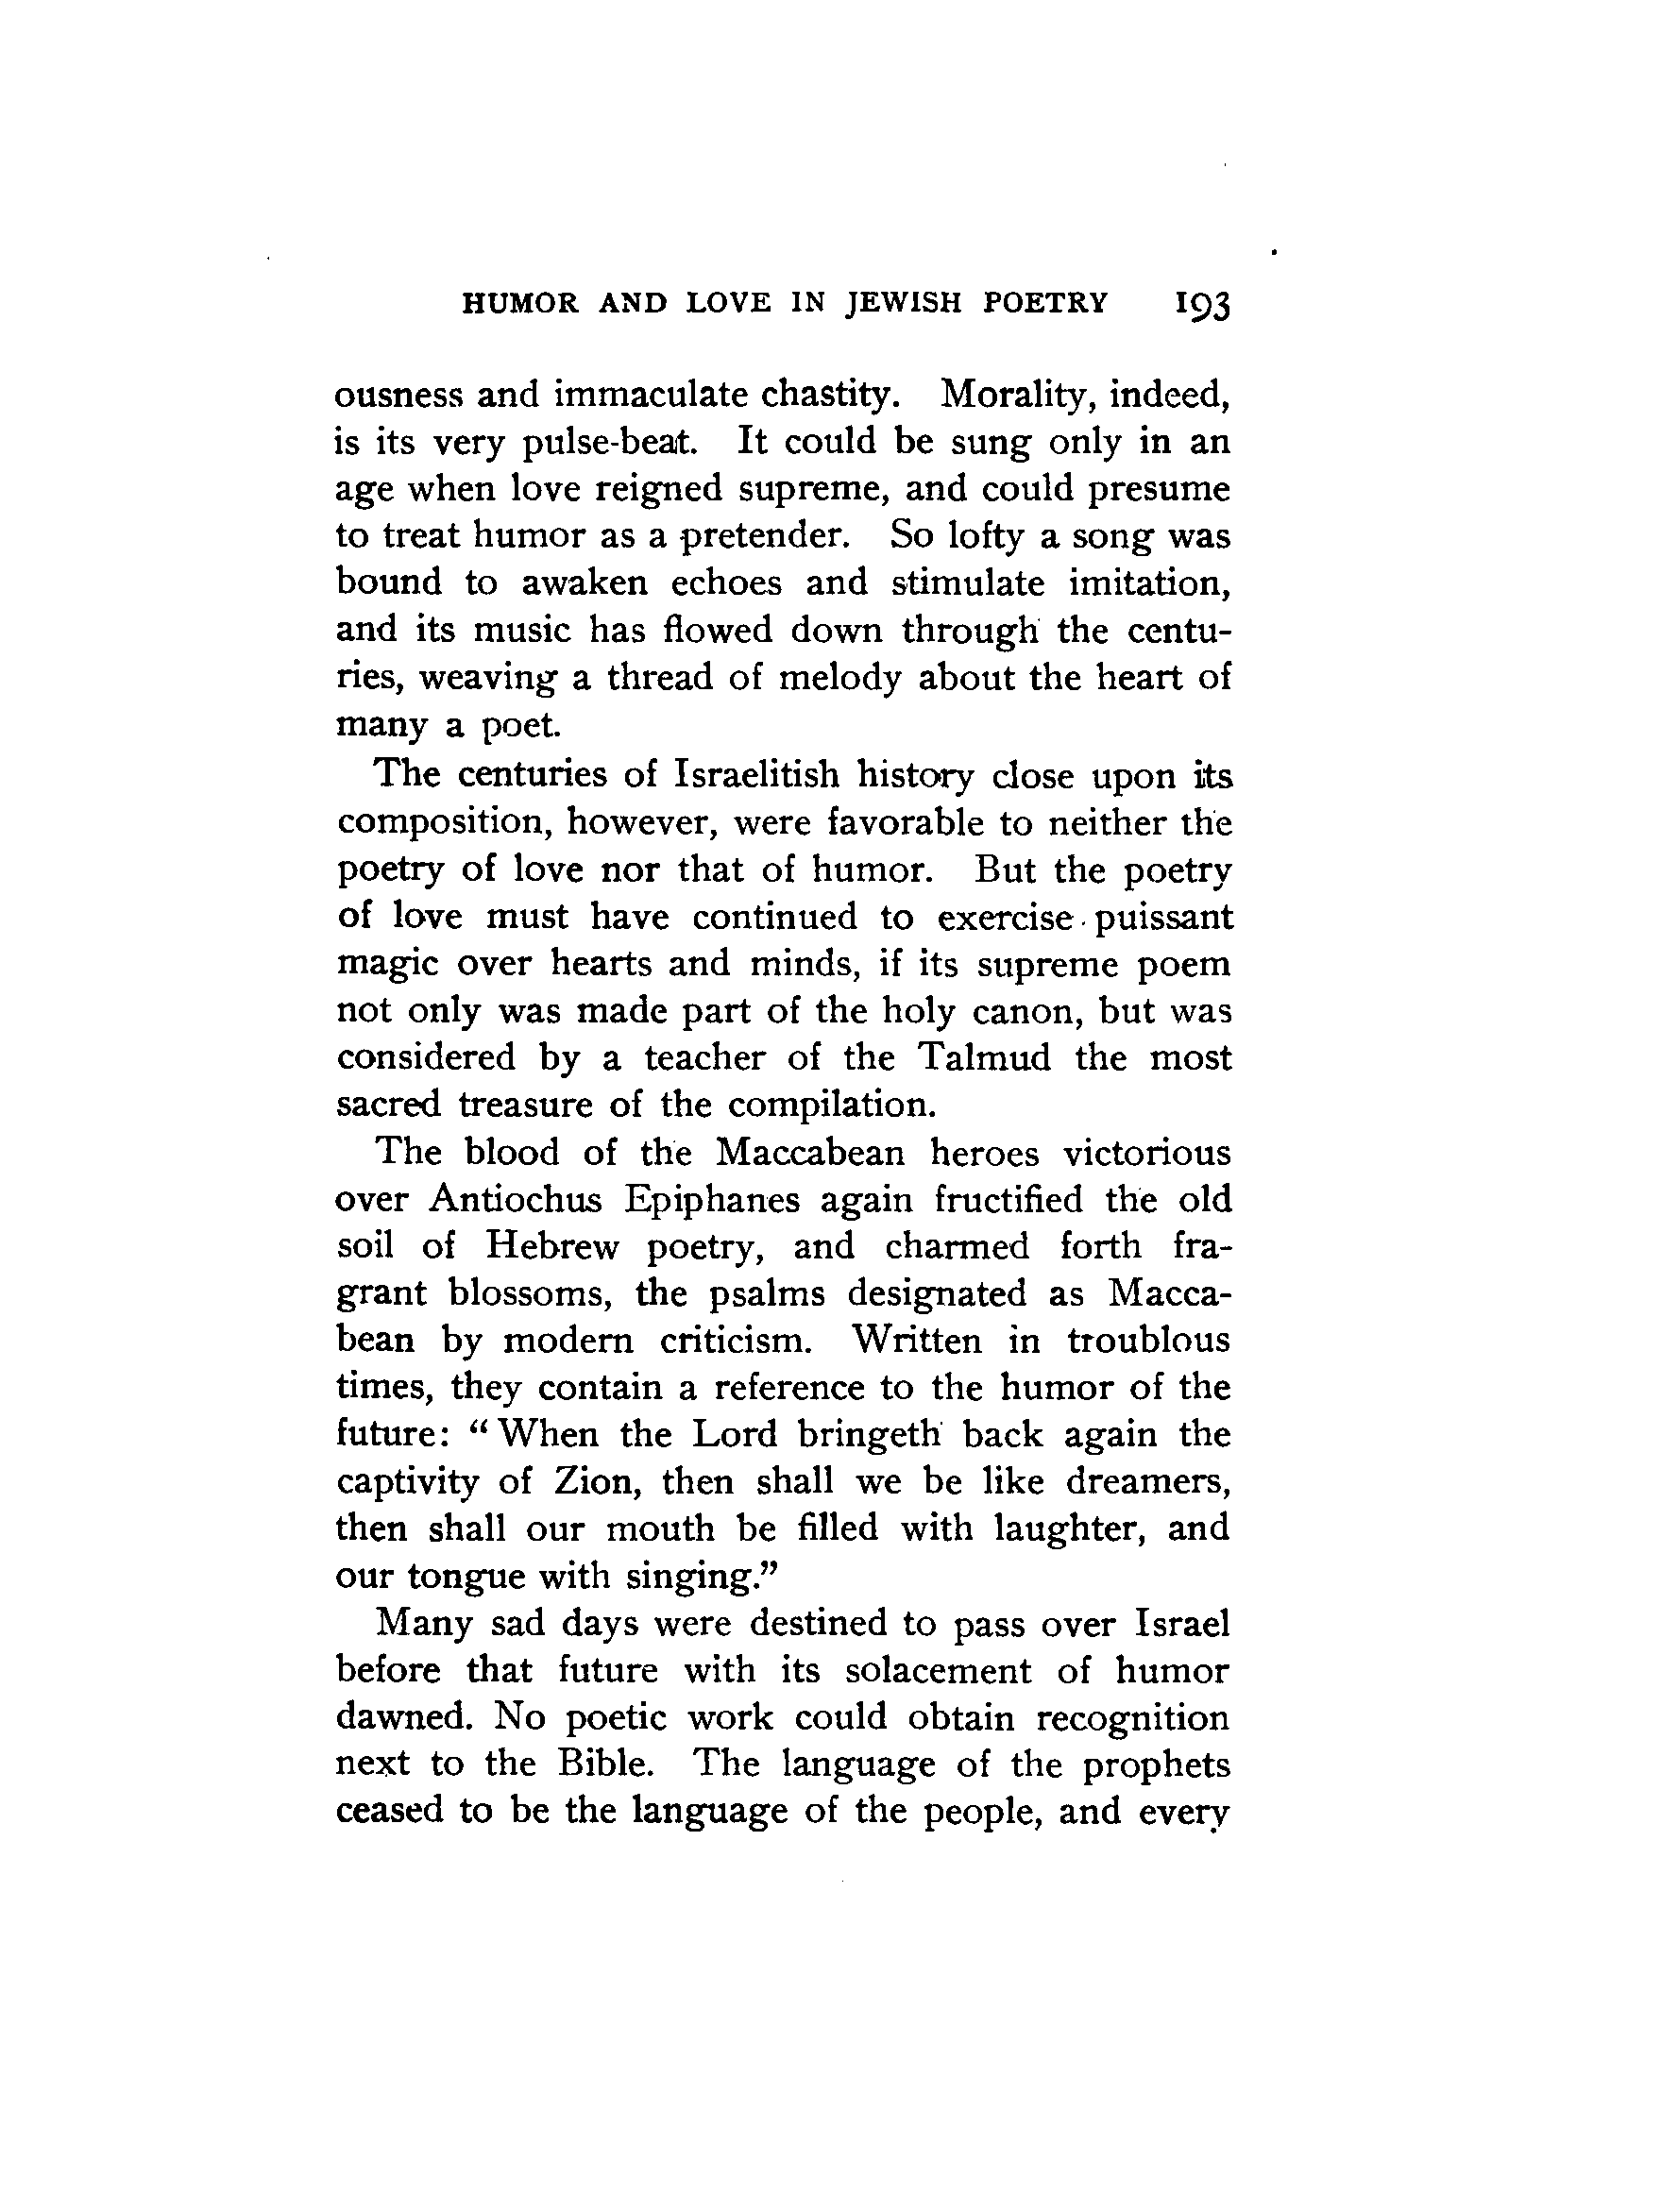 HUMOR AND LOVE IN JEWISH POETRY 193
ousness and immaculate chastity. Morality, indeed,
is its very pulse-beat. It could be sung only in an
age when love reigned supreme, and could presume
to treat humor as a pretender. So lofty a song was
bound to awaken echoes and stimulate imitation,
and its music has flowed down through the centu-
ries, weaving a thread of melody about the heart of
many a poet.
The centuries of Israelitish history close upon its
composition, however, were favorable to neither the
poetry of love nor that of humor. But the poetry
of love must have continued to exercise puissant
magic over hearts and minds, if its supreme poem
not only was made part of the holy canon, but was
considered by a teacher of the Talmud the most
sacred treasure of the compilation.
The blood of the Maccabean heroes victorious
over Antiochus Epiphanes again fructified the old
soil of Hebrew poetry, and charmed forth fra-
grant blossoms, the psalms designated as Macca-
bean by modern criticism. Written in troublous
times, they contain a reference to the humor of the
future: “When the Lord bringeth back again the
captivity of Zion, then shall we be like dreamers,
then shall our mouth be filled with laughter, and
our tongue with singing.”
Many sad days were destined to pass over Israel
before that future with its solacement of humor
dawned. No poetic work could obtain recognition
next to the Bible. The language of the prophets
ceased to be the language of the people, and every